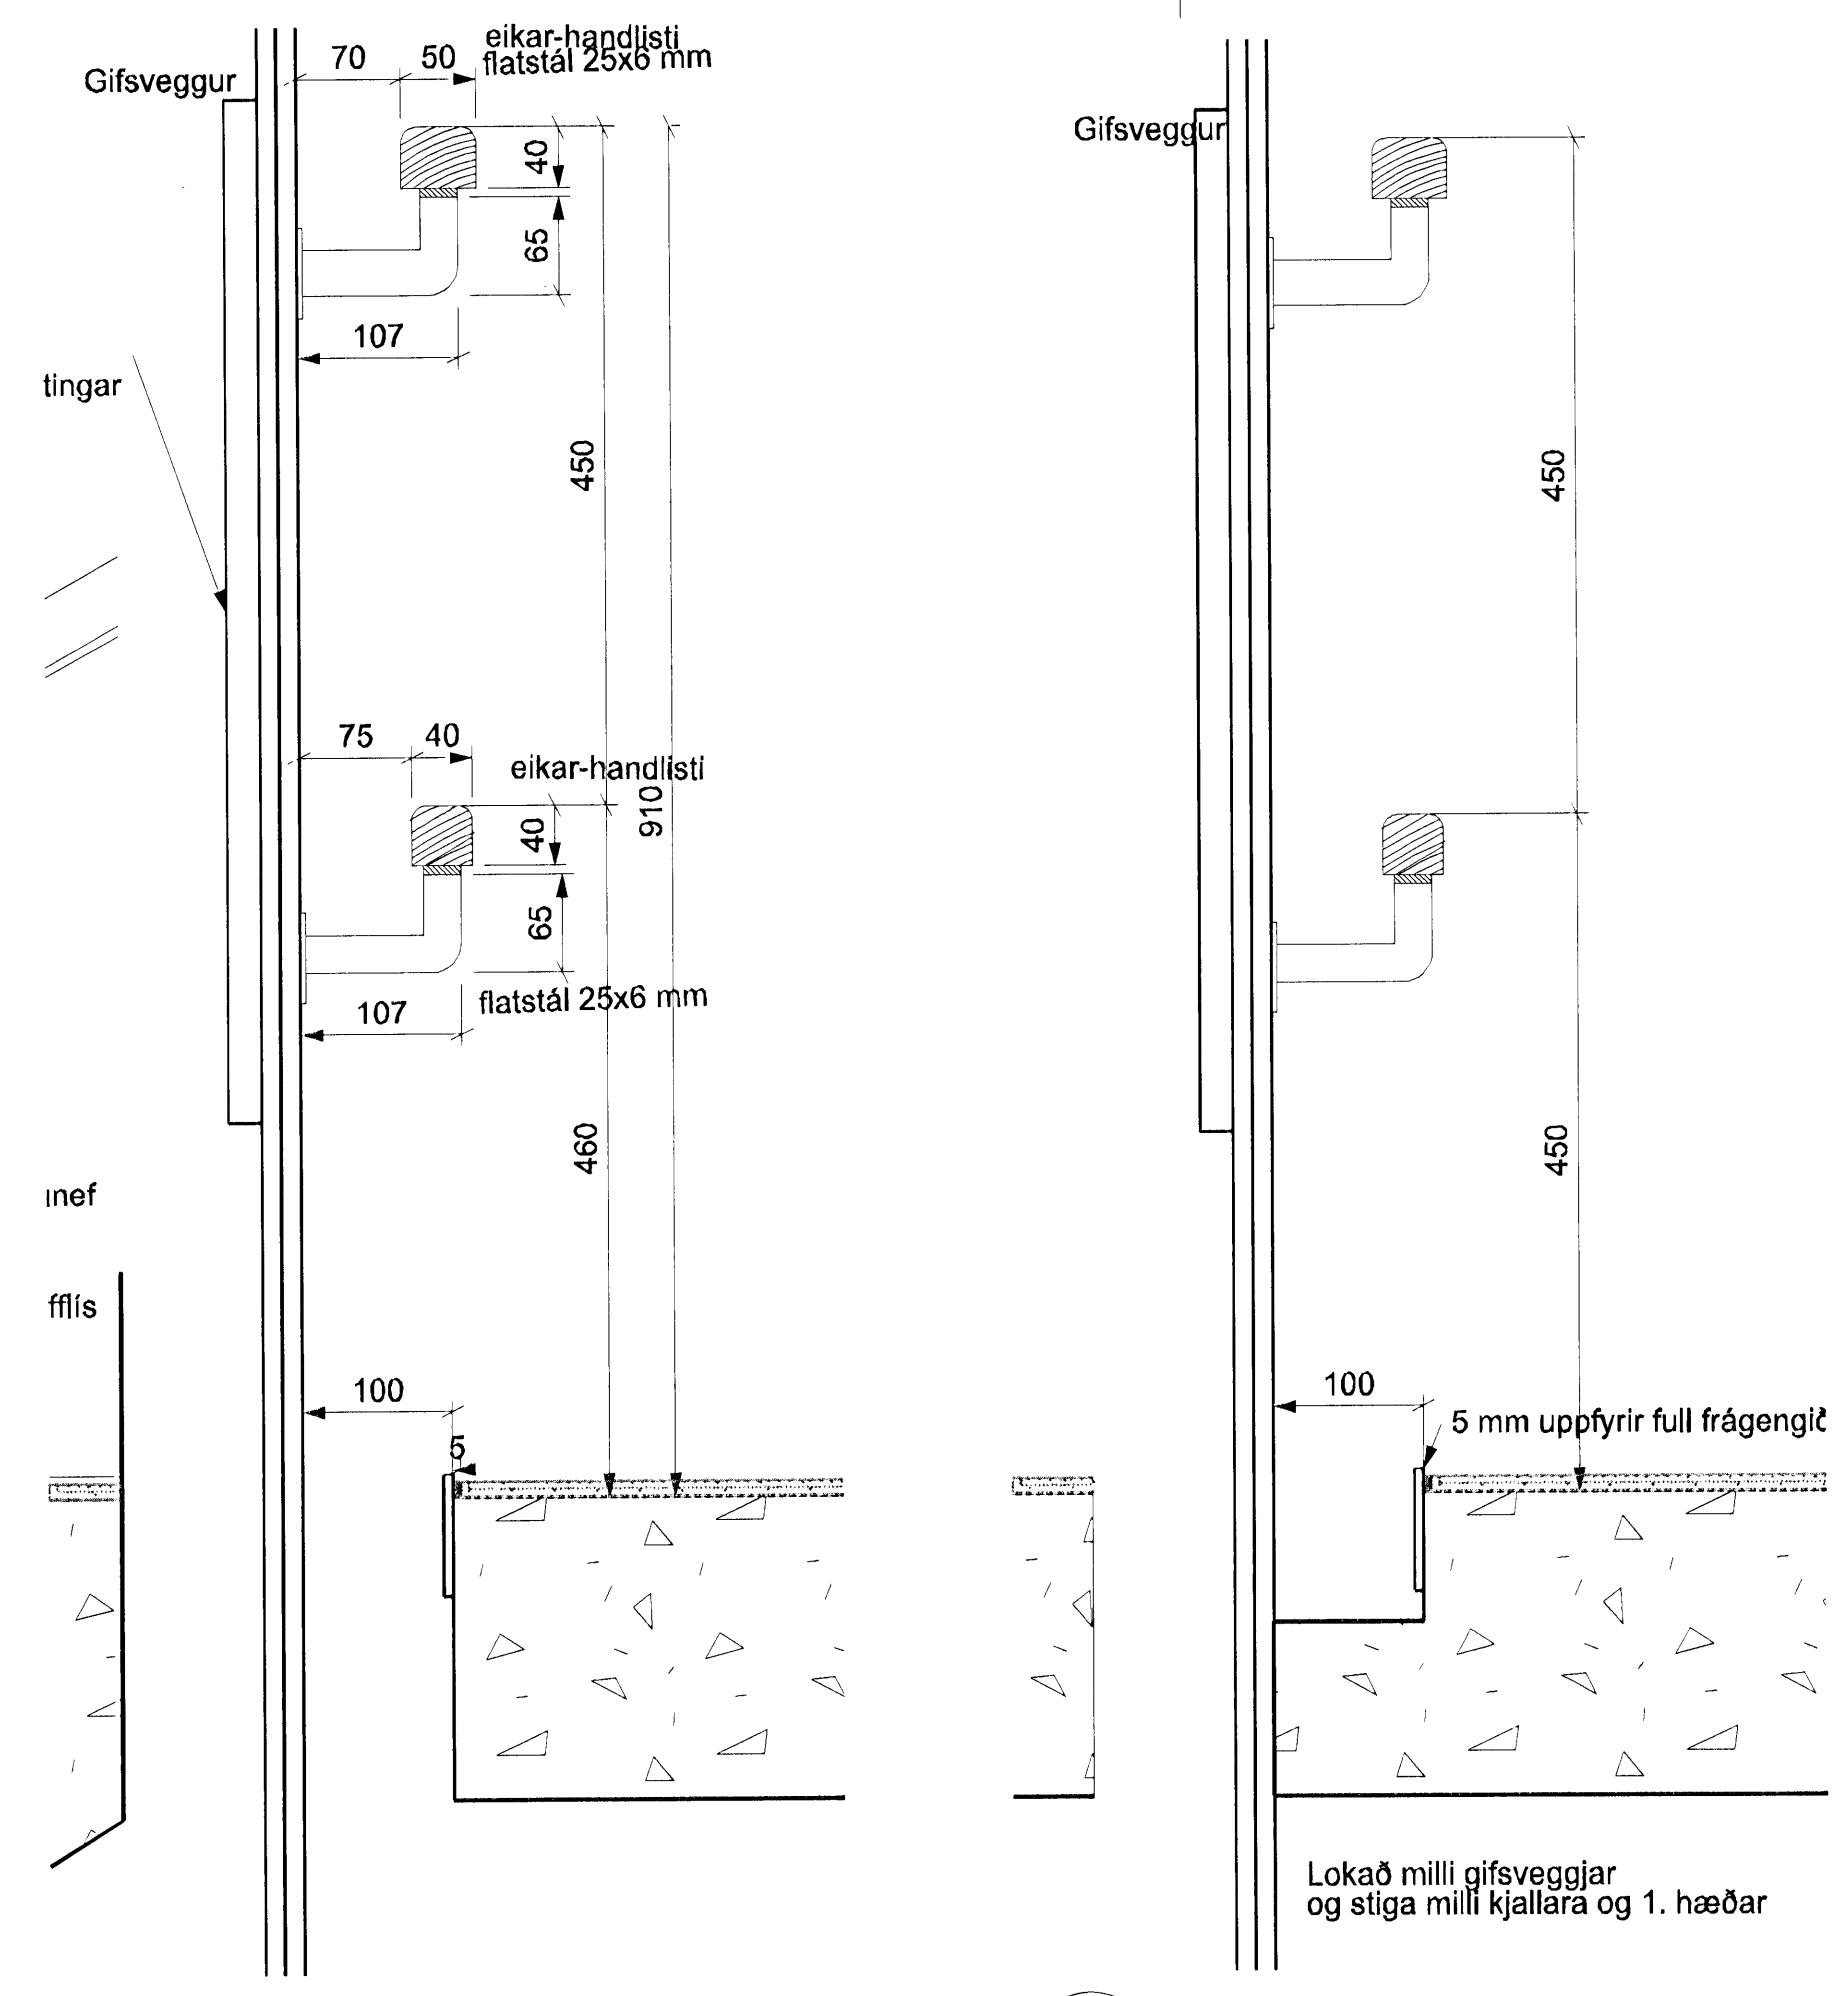 eikar-handlisti
flatstál 25x6 mm
70
50
Gifsveggur
40
65
107
tingar
450
75
40
eikar-handlisti
910
40
65
flatstál 25x6 mm
107
460
nef
fflís
100
5
Gifsveggur
450
450
100
5 mm uppfyrir full frágengið
Lokað milli gifsveggjar
og stiga milli kjallara og 1. hæðar